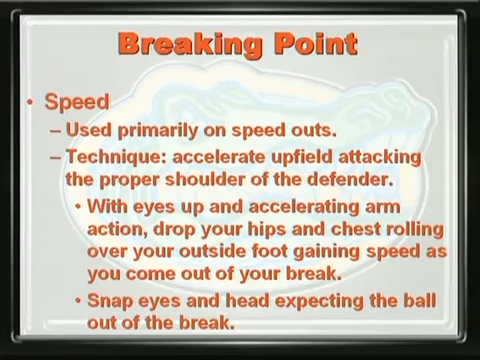 Breaking Point
• Speed
– Used primarily on speed outs.
– Technique: accelerate upfield attacking
the proper shoulder of the defender.
• With eyes up and accelerating arm
action, drop your hips and chest rolling
over your outside foot gaining speed as
you come out of your break.
• Snap eyes and head expecting the ball
out of the break.